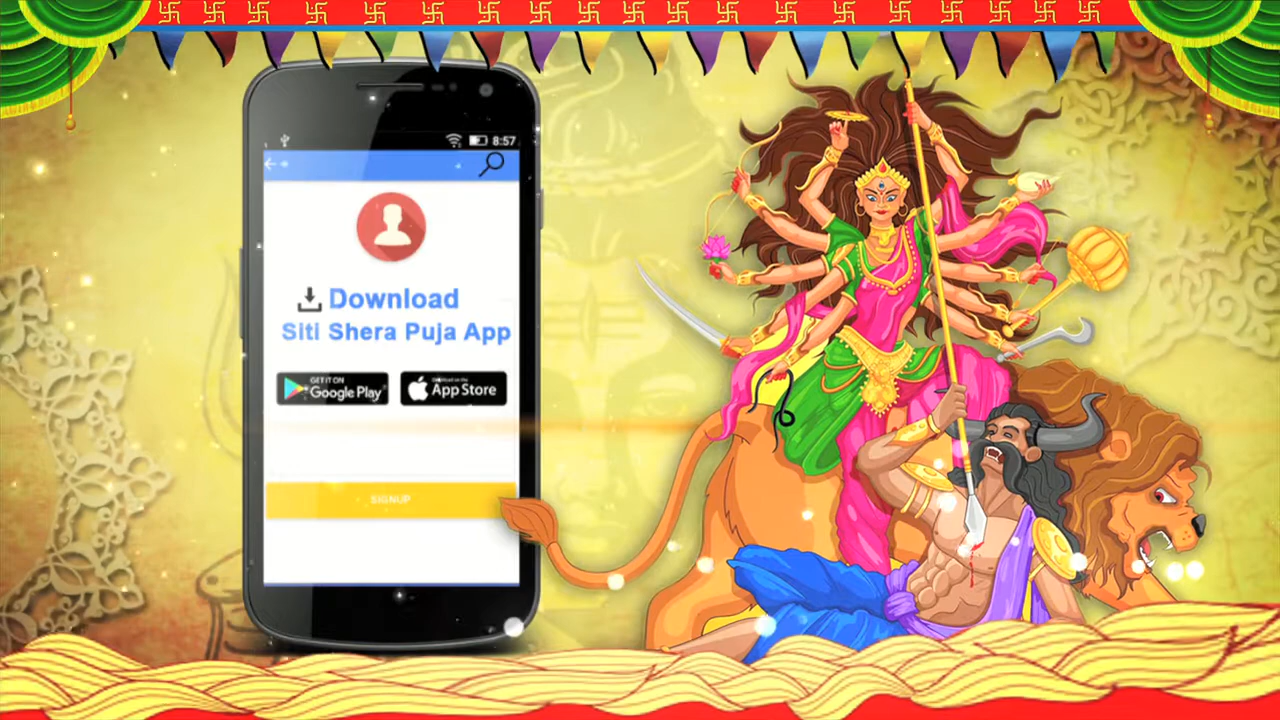 8:57
Download
Siti Shera Puja App
GET IT ON
Google Play
App Store
SIGNUP